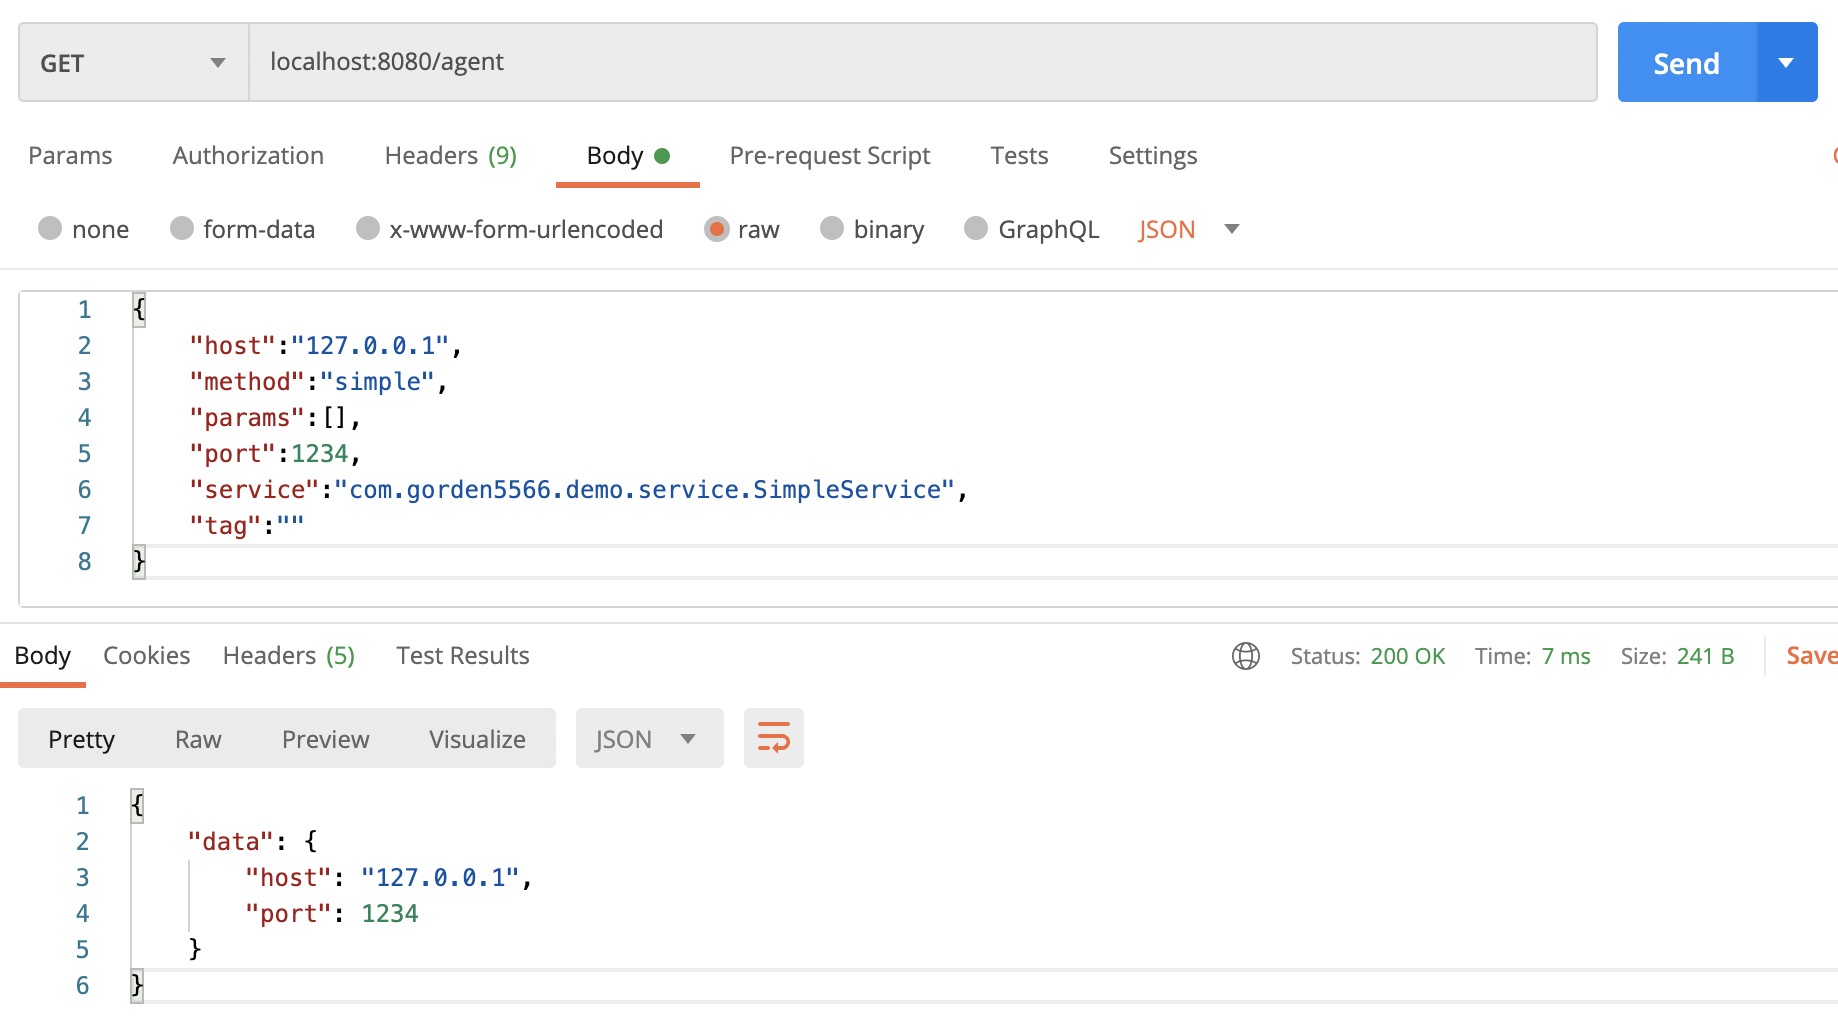 GET localhost:8080/agent Send
Params Authorization Headers (9) Body Pre-request Script Tests Settings
none form-data x-www-form-urlencoded raw binary GraphQL JSON
1 {
2 "host":"127.0.0.1",
3 "method":"simple",
4 "params":[],
5 "port":1234,
6 "service":"com.gorden5566.demo.service.SimpleService",
7 "tag":""
8 }
Body Cookies Headers (5) Test Results Status: 200 OK Time: 7 ms Size: 241 B Save
Pretty Raw Preview Visualize JSON
1 {
2 "data": {
3 "host": "127.0.0.1",
4 "port": 1234
5 }
6 }